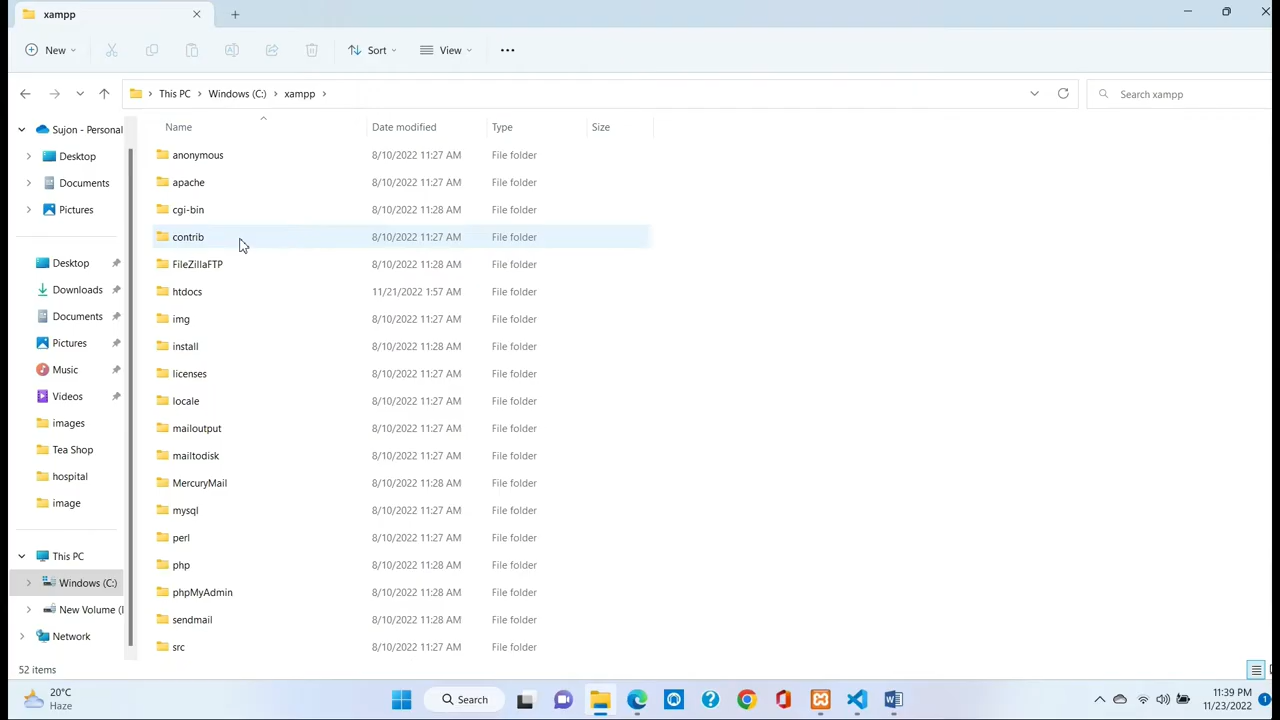 xampp
New
Sort
View
This PC
Windows (C:)
xampp
Search xampp
Sujon - Personal
Desktop
Documents
Pictures
Desktop
Downloads
Documents
Pictures
Music
Videos
images
Tea Shop
hospital
image
This PC
Windows (C:)
New Volume (
Network
Name Date modified Type Size
anonymous 8/10/2022 11:27 AM File folder
apache 8/10/2022 11:27 AM File folder
cgi-bin 8/10/2022 11:28 AM File folder
contrib 8/10/2022 11:27 AM File folder
FileZillaFTP 8/10/2022 11:28 AM File folder
htdocs 11/21/2022 1:57 AM File folder
img 8/10/2022 11:27 AM File folder
install 8/10/2022 11:28 AM File folder
licenses 8/10/2022 11:27 AM File folder
locale 8/10/2022 11:27 AM File folder
mailoutput 8/10/2022 11:27 AM File folder
mailtodisk 8/10/2022 11:27 AM File folder
MercuryMail 8/10/2022 11:28 AM File folder
mysql 8/10/2022 11:27 AM File folder
perl 8/10/2022 11:27 AM File folder
php 8/10/2022 11:28 AM File folder
phpMyAdmin 8/10/2022 11:28 AM File folder
sendmail 8/10/2022 11:28 AM File folder
src 8/10/2022 11:27 AM File folder
52 items
20°C
Haze
Search
11:39 PM
11/23/2022
1